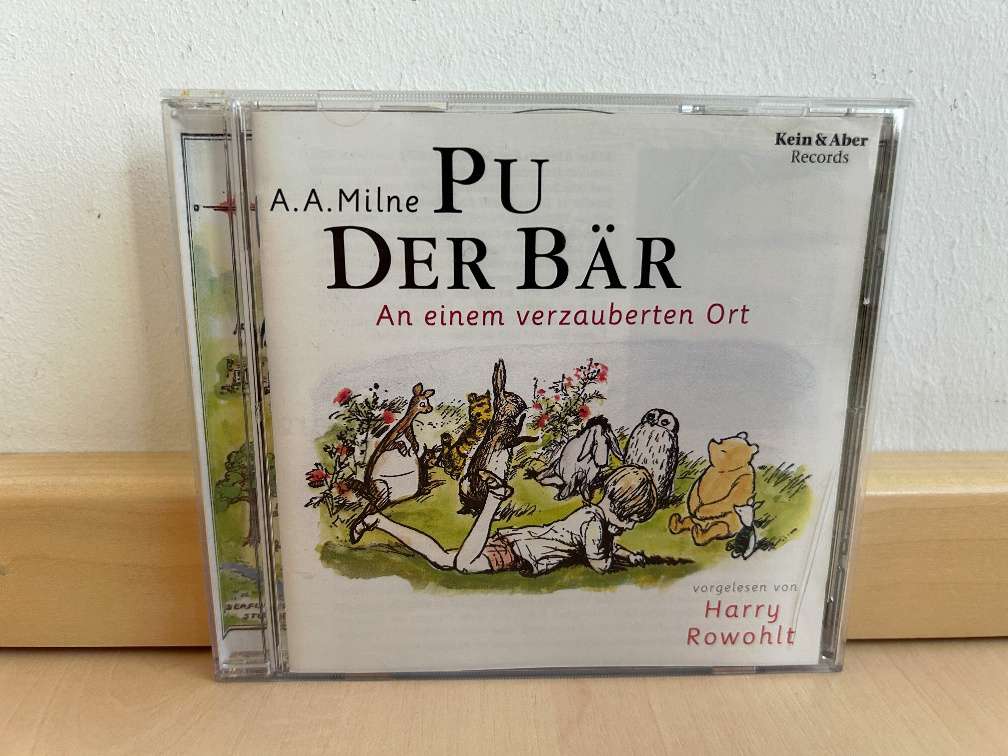 Kein & Aber
Records
A.A.Milne PU
DER BÄR
An einem verzauberten Ort
vorgelesen von
Harry
Rowohlt